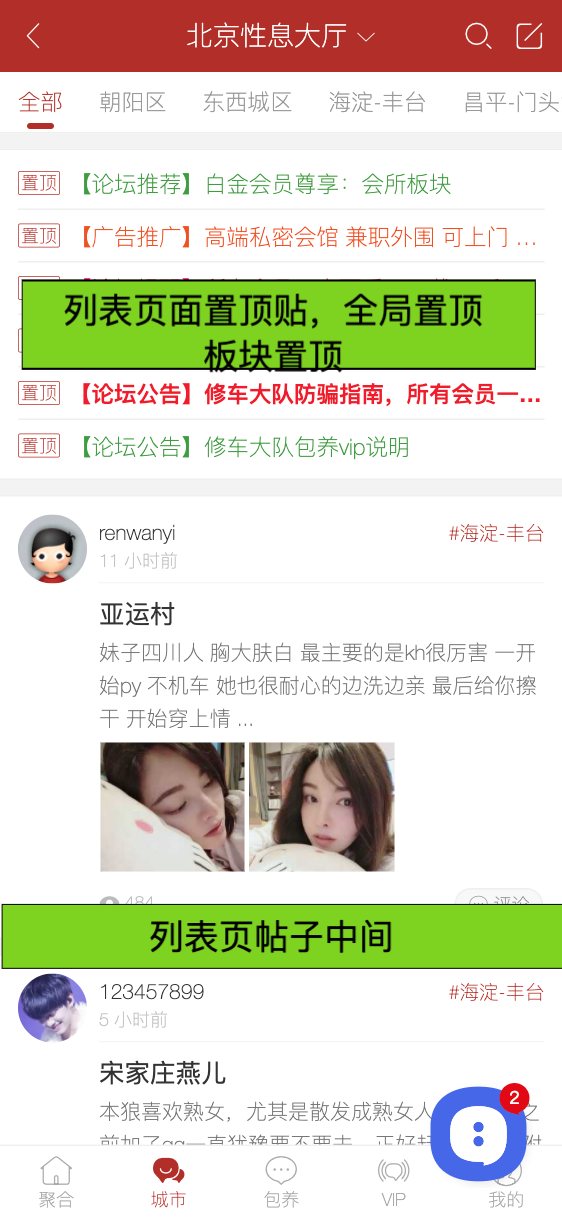 北京性息大厅
全部 朝阳区 东西城区 海淀-丰台 昌平-门头
置顶 【论坛推荐】白金会员尊享：会所板块
置顶 【广告推广】高端私密会馆 兼职外围 可上门 ...
列表页面置顶贴，全局置顶
板块置顶
置顶 【论坛公告】修车大队防骗指南，所有会员一...
置顶 【论坛公告】修车大队包养vip说明
renwanyi #海淀-丰台
11 小时前
亚运村
妹子四川人 胸大肤白 最主要的是kh很厉害 一开
始py 不机车 她也很耐心的边洗边亲 最后给你擦
干 开始穿上情 ...
484 评论
列表页帖子中间
123457899 #海淀-丰台
5 小时前
宋家庄燕儿
本狼喜欢熟女，尤其是散发成熟女人 之
2
前加了qq一直犹豫要不要去 正好赶 附
聚合 城市 包养 VIP 我的